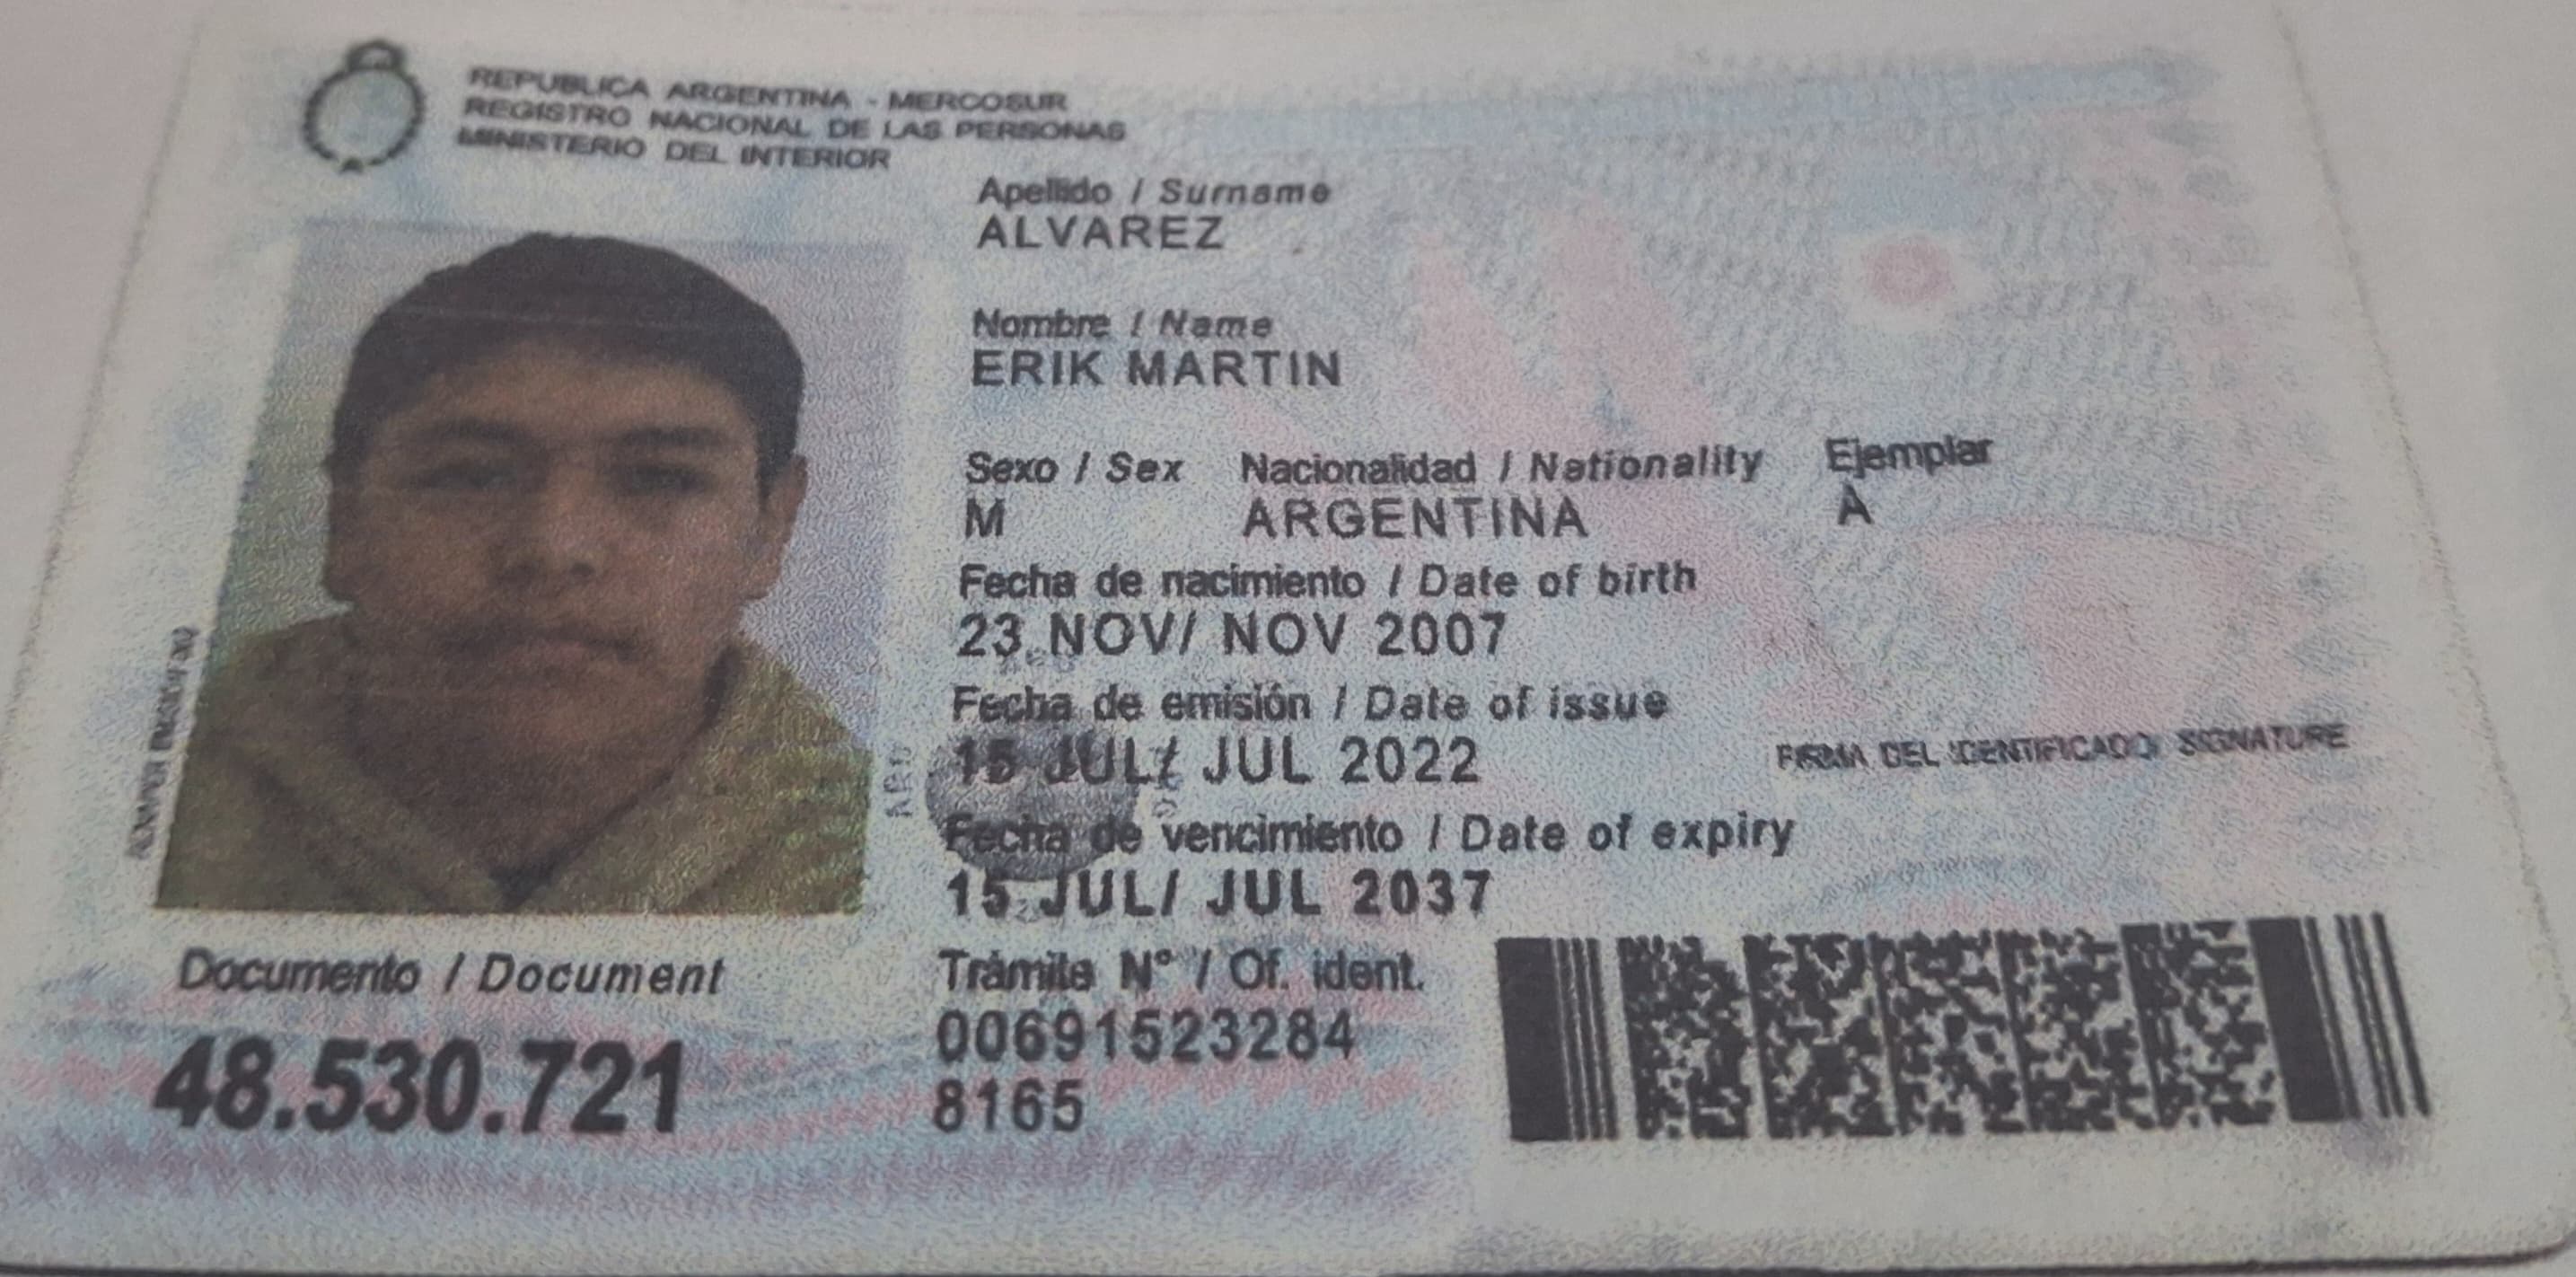 REPUBLICA ARGENTINA - MERCOSUR
REGISTRO NACIONAL DE LAS PERSONAS
MINISTERIO DEL INTERIOR
Apellido / Surname
ALVAREZ
Nombre / Name
ERIK MARTIN
Sexo / Sex Nacionalidad / Nationality Ejemplar
M ARGENTINA A
Fecha de nacimiento / Date of birth
23 NOV/ NOV 2007
Fecha de emisión / Date of issue
15 JUL/ JUL 2022
FIRMA DEL IDENTIFICADO/ SIGNATURE
Fecha de vencimiento / Date of expiry
15 JUL/ JUL 2037
Documento / Document
48.530.721
Trámite N° / Of. ident.
00691523284
8165